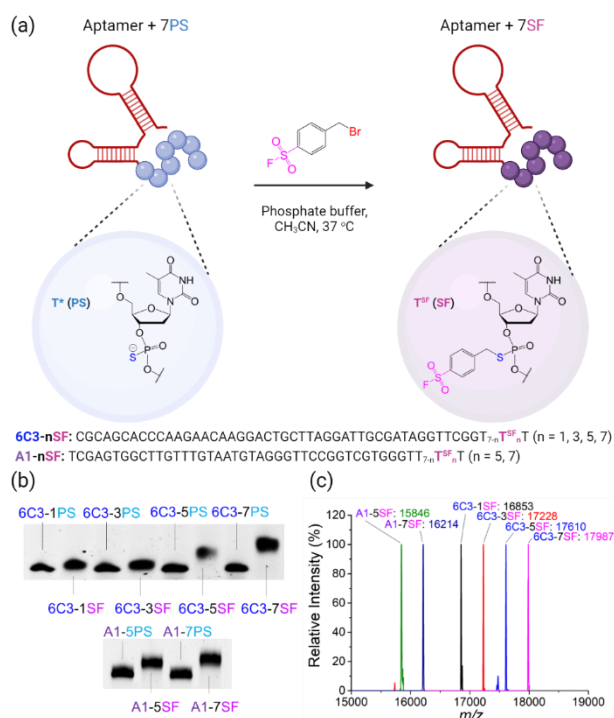 (a)
Aptamer + 7PS
Aptamer + 7SF
Br
F
S
O
O
Phosphate buffer,
CH₃CN, 37 °C
T* (PS)
O
NH
N
O
O
O
O
⊖
S
P
O
O
Tˢᶠ (SF)
O
NH
N
O
O
O
O
S
P
O
O
F
S
O
O
6C3-nSF: CGCAGCACCCAAGAACAAGGACTGCTTAGGATTGCGATAGGTTCGGT₇₋ₙTˢᶠₙT (n = 1, 3, 5, 7)
A1-nSF: TCGAGTGGCTTGTTTGTAATGTAGGGTTCCGGTCGTGGGTT₇₋ₙTˢᶠₙT (n = 5, 7)
(b)
6C3-1PS 6C3-3PS 6C3-5PS 6C3-7PS
6C3-1SF 6C3-3SF 6C3-5SF 6C3-7SF
A1-5PS A1-7PS
A1-5SF A1-7SF
(c)
6C3-1SF: 16853
A1-5SF: 15846
6C3-3SF: 17228
A1-7SF: 16214
6C3-5SF: 17610
6C3-7SF: 17987
Relative Intensity (%)
120
100
80
60
40
20
0
15000 16000 17000 18000 19000
m/z